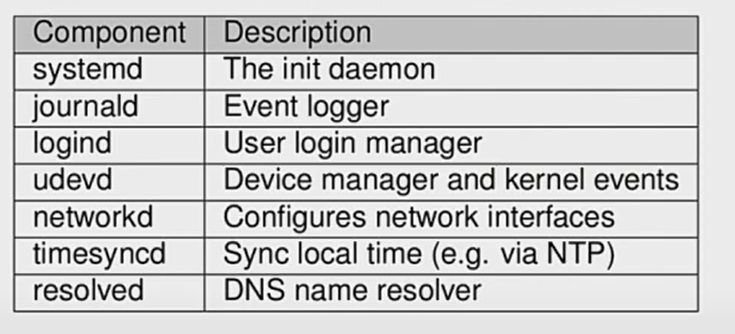 Component Description
systemd The init daemon
journald Event logger
logind User login manager
udevd Device manager and kernel events
networkd Configures network interfaces
timesyncd Sync local time (e.g. via NTP)
resolved DNS name resolver